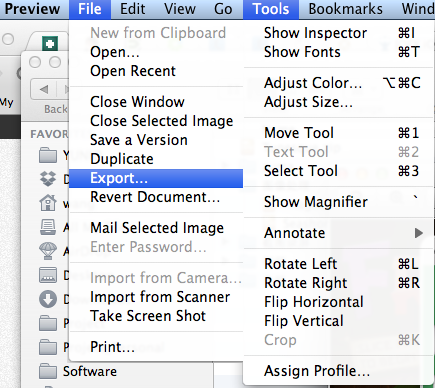 Preview File Edit View Go Tools Bookmarks Wind
New from Clipboard
Open...
Open Recent
Close Window
Close Selected Image
Save a Version
Duplicate
Export...
Revert Document...
Mail Selected Image
Enter Password...
Import from Camera...
Import from Scanner
Take Screen Shot
Print...
Show Inspector ⌘I
Show Fonts ⌘T
Adjust Color... ⌥⌘C
Adjust Size...
Move Tool ⌘1
Text Tool ⌘2
Select Tool ⌘3
Show Magnifier `
Annotate
Rotate Left ⌘L
Rotate Right ⌘R
Flip Horizontal
Flip Vertical
Crop ⌘K
Assign Profile...
My
Back
FAVOR
Y
D
w
A
A
D
D
P
P
Software